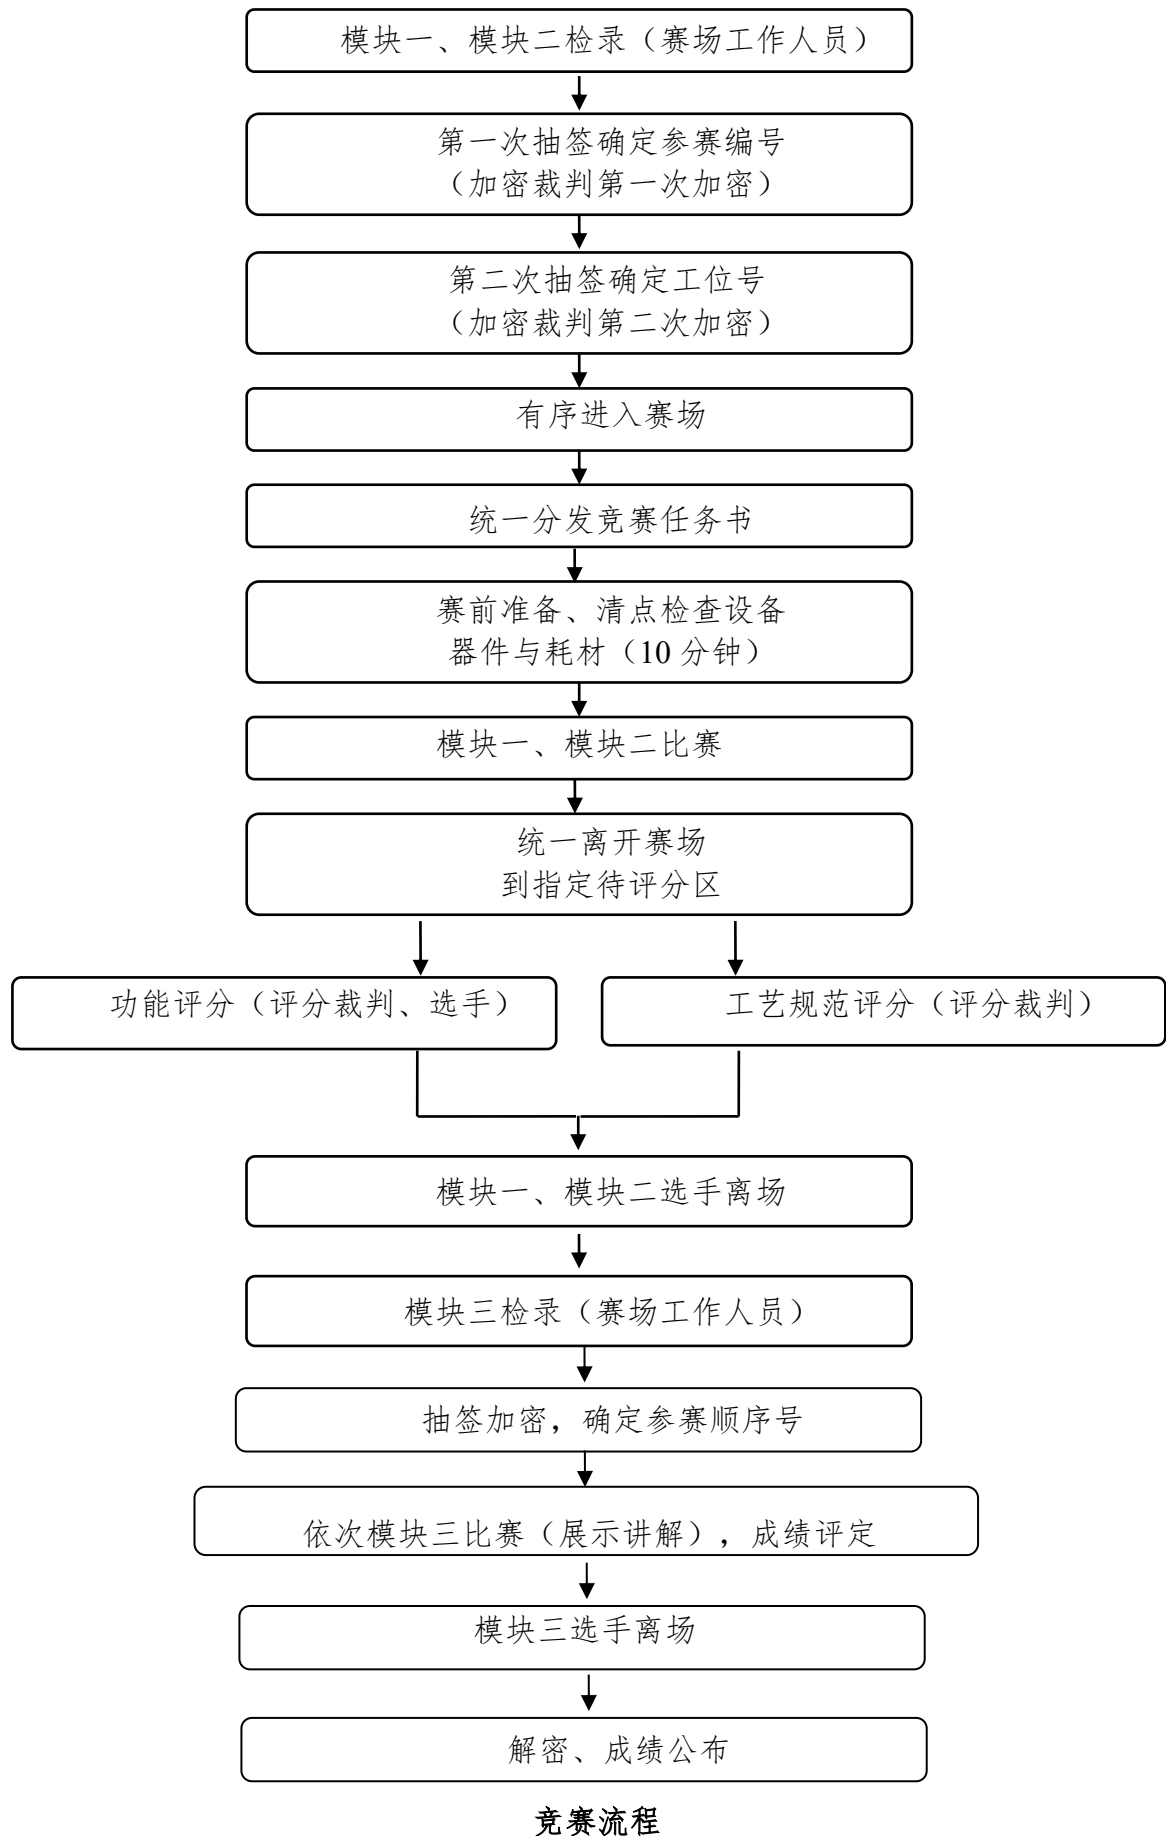 模块一、模块二检录（赛场工作人员）
第一次抽签确定参赛编号
（加密裁判第一次加密）
第二次抽签确定工位号
（加密裁判第二次加密）
有序进入赛场
统一分发竞赛任务书
赛前准备、清点检查设备
器件与耗材（10 分钟）
模块一、模块二比赛
统一离开赛场
到指定待评分区
功能评分（评分裁判、选手）
工艺规范评分（评分裁判）
模块一、模块二选手离场
模块三检录（赛场工作人员）
抽签加密，确定参赛顺序号
依次模块三比赛（展示讲解），成绩评定
模块三选手离场
解密、成绩公布
竞赛流程